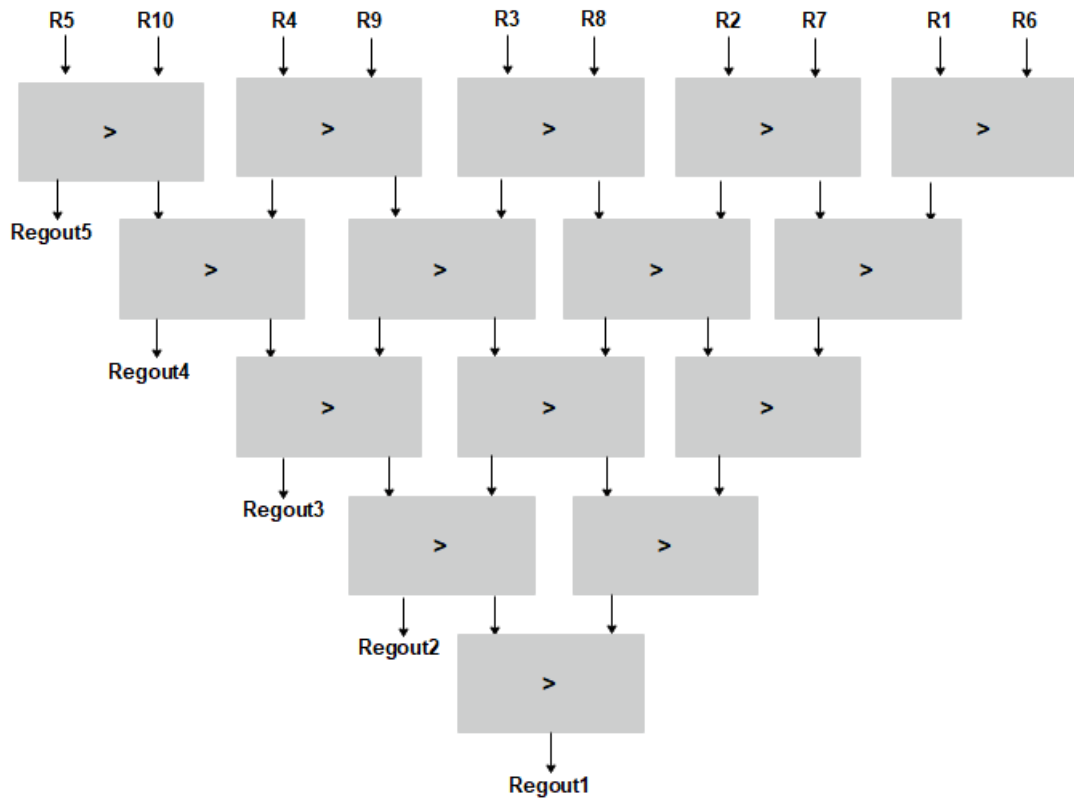 R5 R10 R4 R9 R3 R8 R2 R7 R1 R6
> > > > >
Regout5
> > > >
Regout4
> > >
Regout3
> >
Regout2
>
Regout1